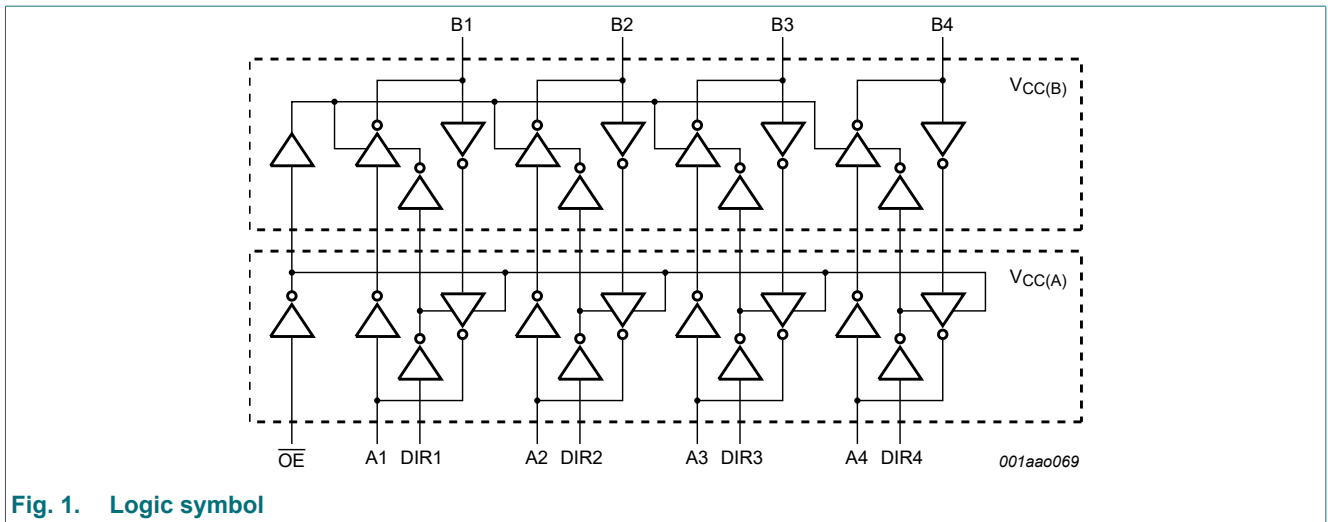 B1 B2 B3 B4
VCC(B)
VCC(A)
OE A1 DIR1 A2 DIR2 A3 DIR3 A4 DIR4
001aao069
Fig. 1. Logic symbol